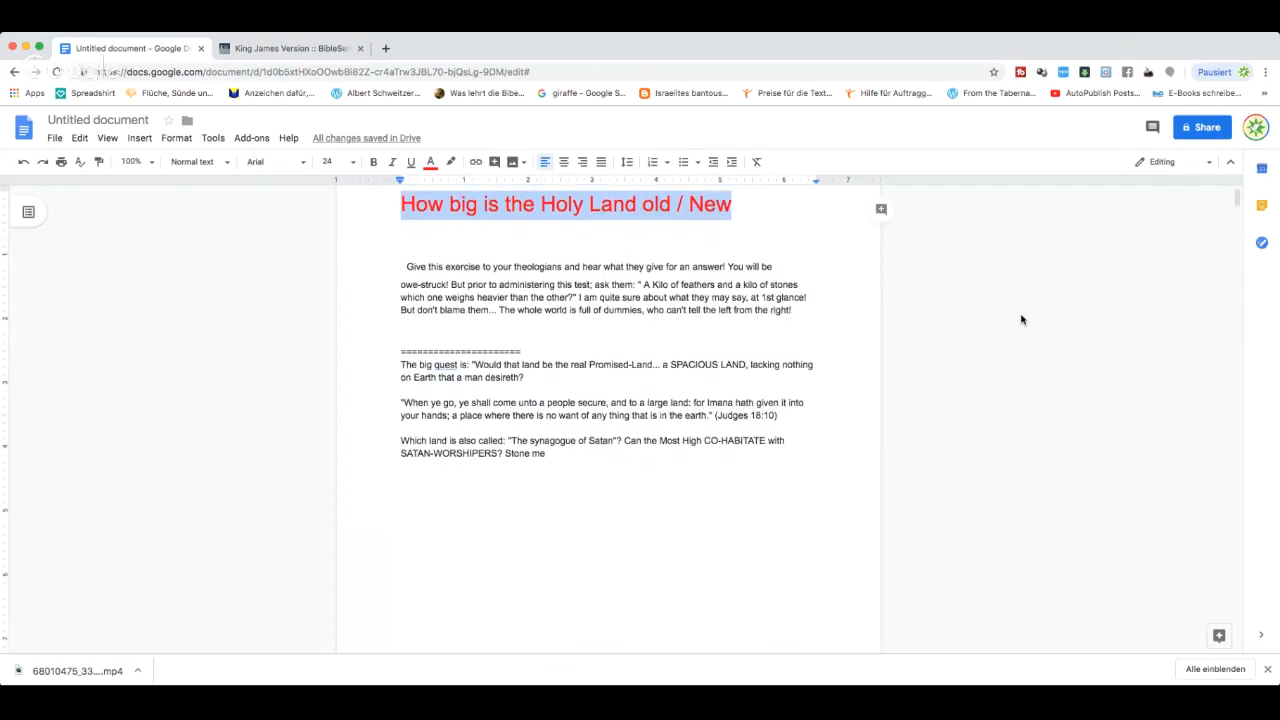 Untitled document - Google D
King James Version :: BibleSer
https://docs.google.com/document/d/1d0b5xtHXoOOwbBi82Z-cr4aTrw3JBL70-bjQsLg-9DM/edit#
Pausiert
Apps Spreadshirt Flüche, Sünde un... Anzeichen dafür,... Albert Schweitzer... Was lehrt die Bibe... giraffe - Google S... Israelites bantous... Preise für die Text... Hilfe für Auftragg... From the Taberna... AutoPublish Posts... E-Books schreibe... »
Untitled document
File Edit View Insert Format Tools Add-ons Help All changes saved in Drive
Share
100% Normal text Arial 24 B I U A Editing
1 1 2 3 4 5 6 7
How big is the Holy Land old / New
Give this exercise to your theologians and hear what they give for an answer! You will be
owe-struck! But prior to administering this test; ask them: " A Kilo of feathers and a kilo of stones
which one weighs heavier than the other?" I am quite sure about what they may say, at 1st glance!
But don't blame them... The whole world is full of dummies, who can't tell the left from the right!
======================
The big quest is: "Would that land be the real Promised-Land... a SPACIOUS LAND, lacking nothing
on Earth that a man desireth?
"When ye go, ye shall come unto a people secure, and to a large land: for Imana hath given it into
your hands; a place where there is no want of any thing that is in the earth." (Judges 18:10)
Which land is also called: "The synagogue of Satan"? Can the Most High CO-HABITATE with
SATAN-WORSHIPERS? Stone me
68010475_33....mp4
Alle einblenden